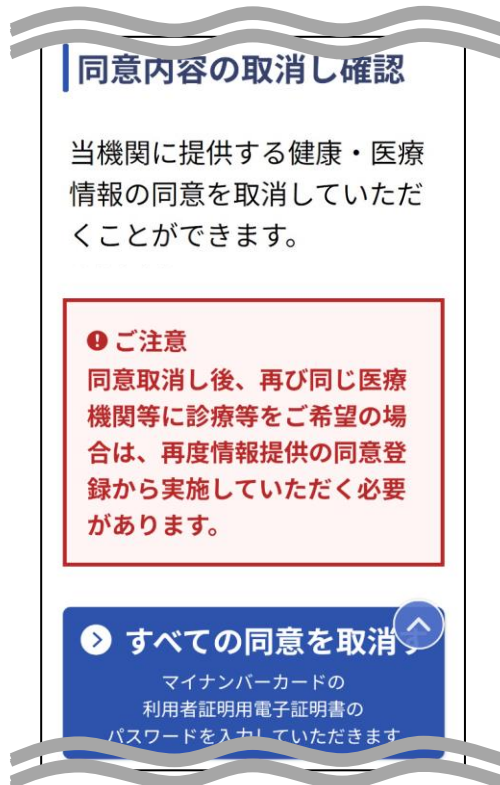 同意内容の取消し確認
当機関に提供する健康・医療
情報の同意を取消していただ
くことができます。
ご注意
同意取消し後、再び同じ医療
機関等に診療等をご希望の場
合は、再度情報提供の同意登
録から実施していただく必要
があります。
すべての同意を取消す
マイナンバーカードの
利用者証明用電子証明書の
パスワードを入力していただきます